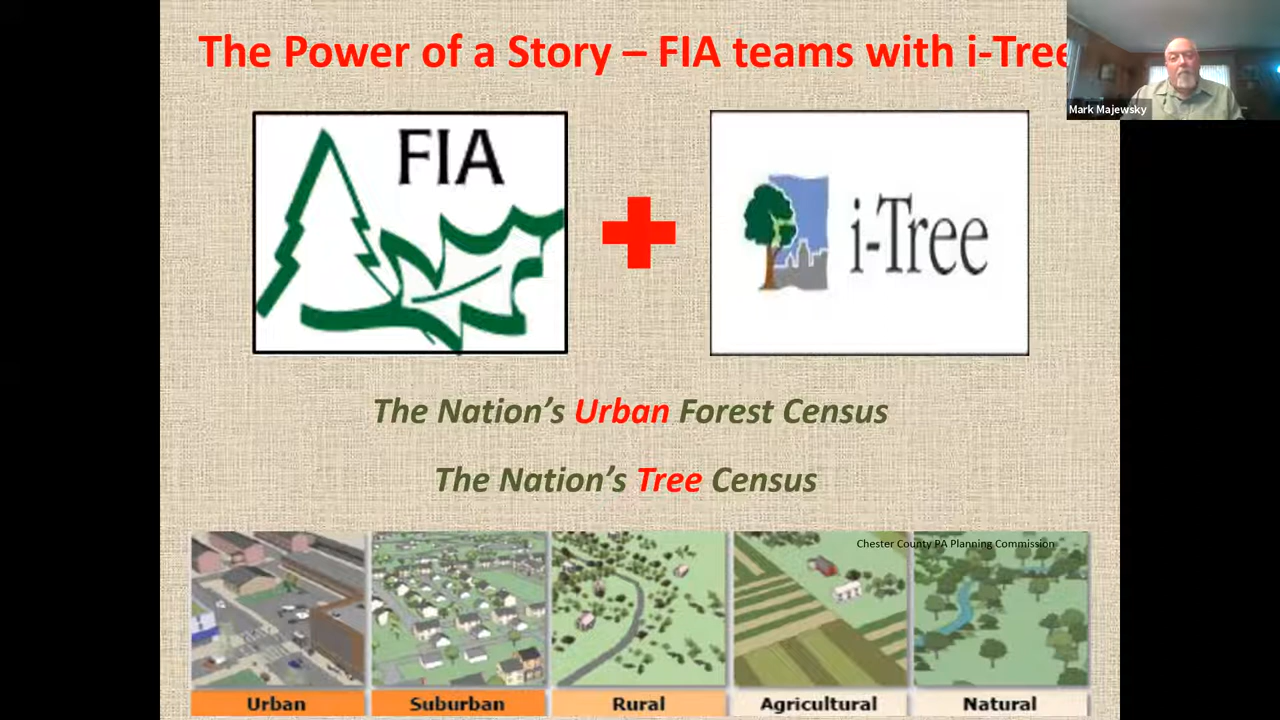 The Power of a Story – FIA teams with i-Tree
Mark Majewsky
FIA
i-Tree
The Nation's Urban Forest Census
The Nation's Tree Census
Chester County PA Planning Commission
Urban
Suburban
Rural
Agricultural
Natural